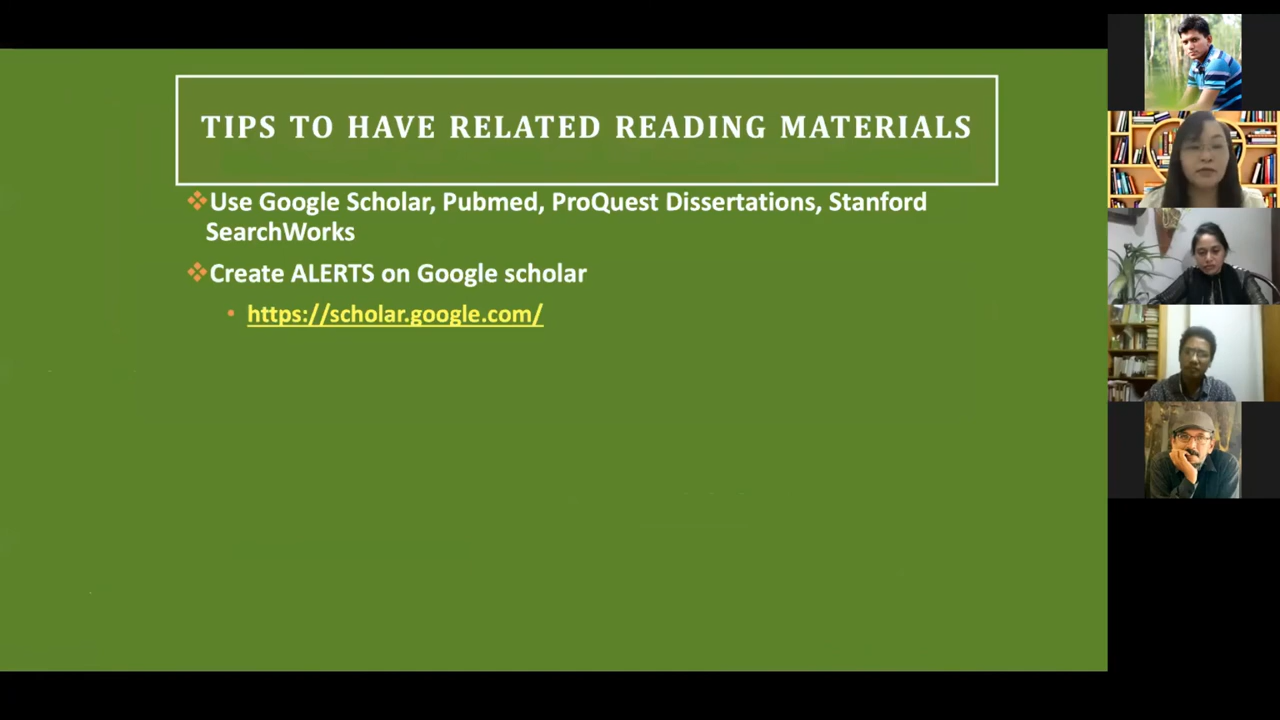 TIPS TO HAVE RELATED READING MATERIALS
❖Use Google Scholar, Pubmed, ProQuest Dissertations, Stanford
SearchWorks
❖Create ALERTS on Google scholar
• https://scholar.google.com/